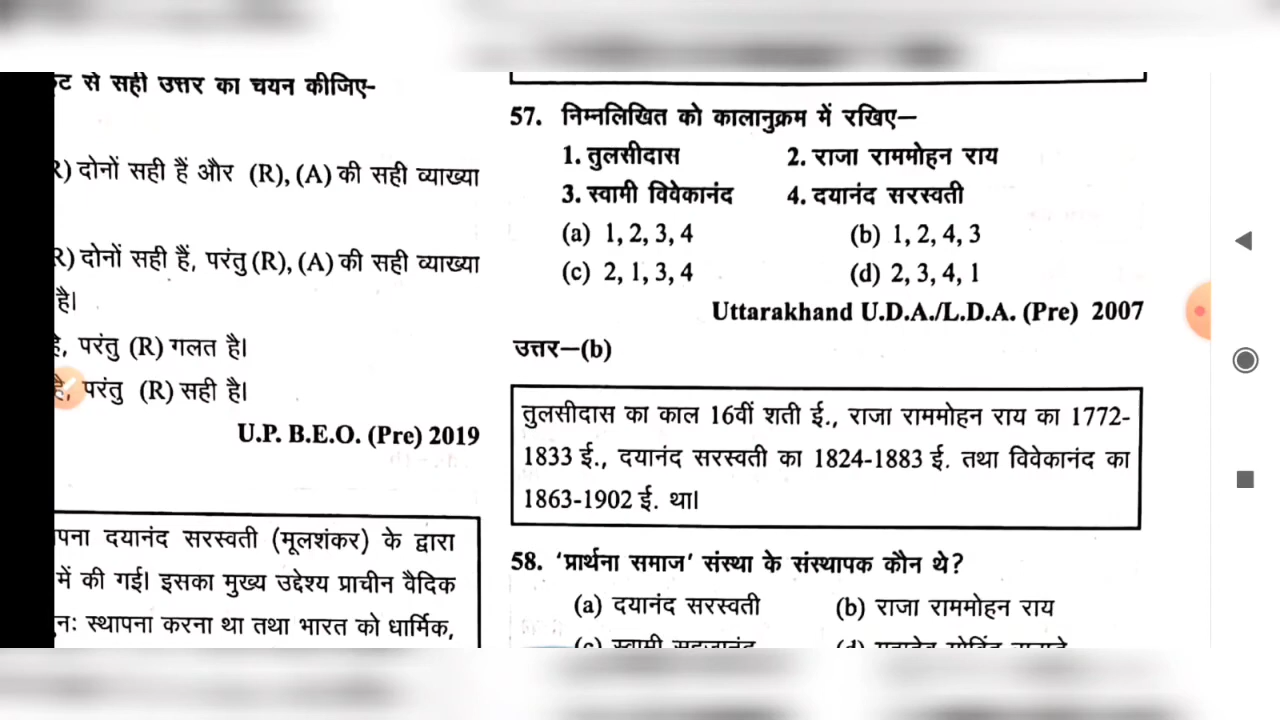 से सही उत्तर का चयन कीजिए-
दोनों सही हैं और (R), (A) की सही व्याख्या
दोनों सही हैं, परंतु (R), (A) की सही व्याख्या
है।
परंतु (R) गलत है।
परंतु (R) सही है।
U.P. B.E.O. (Pre) 2019
दयानंद सरस्वती (मूलशंकर) के द्वारा
में की गई। इसका मुख्य उद्देश्य प्राचीन वैदिक
स्थापना करना था तथा भारत को धार्मिक,
57. निम्नलिखित को कालानुक्रम में रखिए–
1. तुलसीदास 2. राजा राममोहन राय
3. स्वामी विवेकानंद 4. दयानंद सरस्वती
(a) 1, 2, 3, 4 (b) 1, 2, 4, 3
(c) 2, 1, 3, 4 (d) 2, 3, 4, 1
Uttarakhand U.D.A./L.D.A. (Pre) 2007
उत्तर–(b)
तुलसीदास का काल 16वीं शती ई., राजा राममोहन राय का 1772-
1833 ई., दयानंद सरस्वती का 1824-1883 ई. तथा विवेकानंद का
1863-1902 ई. था।
58. 'प्रार्थना समाज' संस्था के संस्थापक कौन थे?
(a) दयानंद सरस्वती (b) राजा राममोहन राय